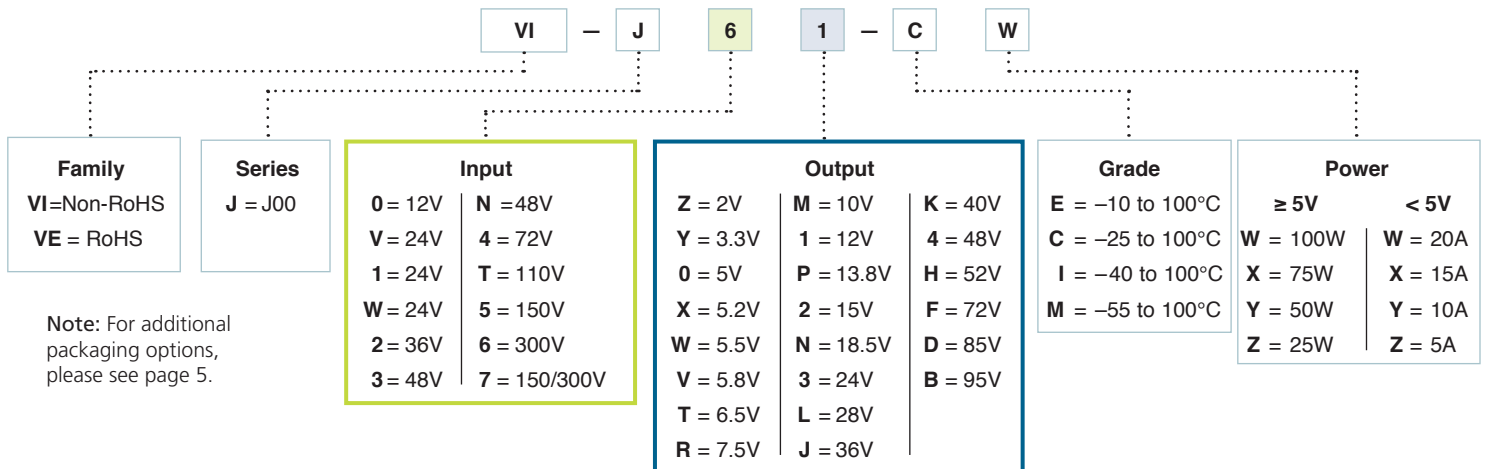 VI – J 6 1 – C W
Family
VI=Non-RoHS
VE = RoHS
Series
J = J00
Input
0 = 12V N =48V
V = 24V 4 = 72V
1 = 24V T = 110V
W = 24V 5 = 150V
2 = 36V 6 = 300V
3 = 48V 7 = 150/300V
Output
Z = 2V M = 10V K = 40V
Y = 3.3V 1 = 12V 4 = 48V
0 = 5V P = 13.8V H = 52V
X = 5.2V 2 = 15V F = 72V
W = 5.5V N = 18.5V D = 85V
V = 5.8V 3 = 24V B = 95V
T = 6.5V L = 28V
R = 7.5V J = 36V
Grade
E = –10 to 100°C
C = –25 to 100°C
I = –40 to 100°C
M = –55 to 100°C
Power
≥ 5V < 5V
W = 100W W = 20A
X = 75W X = 15A
Y = 50W Y = 10A
Z = 25W Z = 5A
Note: For additional
packaging options,
please see page 5.